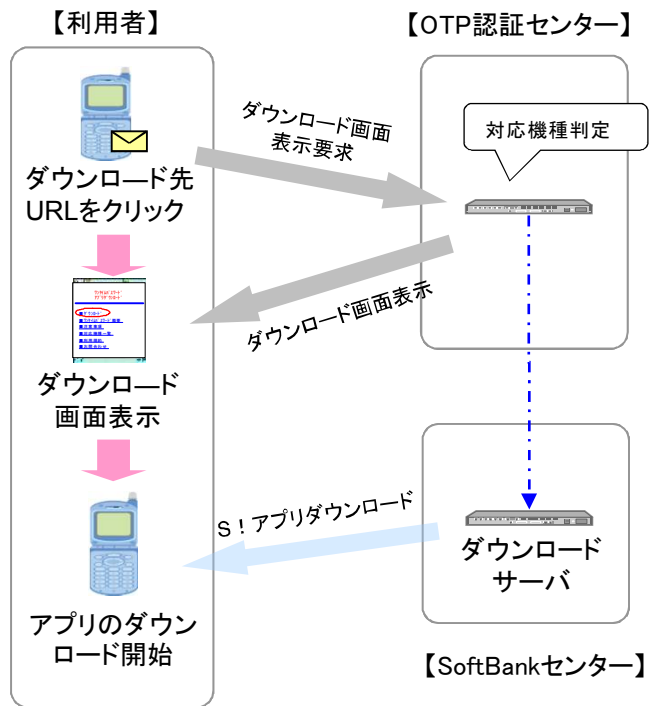 【利用者】
【OTP認証センター】
ダウンロード画面
表示要求
対応機種判定
ダウンロード先
URLをクリック
ダウンロード画面表示
ダウンロード
画面表示
S！アプリダウンロード
ダウンロード
サーバ
アプリのダウン
ロード開始
【SoftBankセンター】